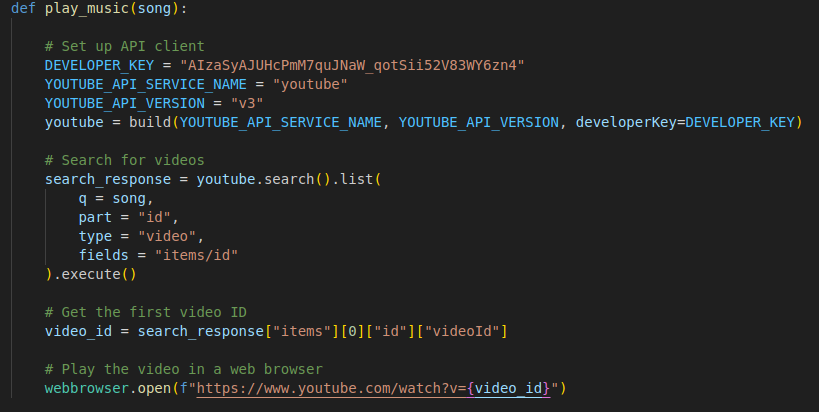 def play_music(song):
# Set up API client
DEVELOPER_KEY = "AIzaSyAJUHcPmM7quJNaW_qotSii52V83WY6zn4"
YOUTUBE_API_SERVICE_NAME = "youtube"
YOUTUBE_API_VERSION = "v3"
youtube = build(YOUTUBE_API_SERVICE_NAME, YOUTUBE_API_VERSION, developerKey=DEVELOPER_KEY)
# Search for videos
search_response = youtube.search().list(
q = song,
part = "id",
type = "video",
fields = "items/id"
).execute()
# Get the first video ID
video_id = search_response["items"][0]["id"]["videoId"]
# Play the video in a web browser
webbrowser.open(f"https://www.youtube.com/watch?v={video_id}")